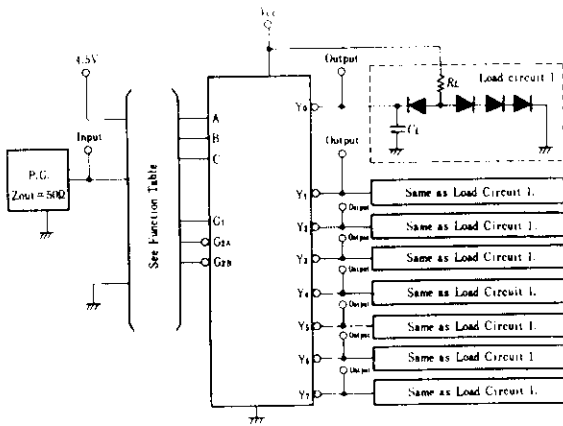 Vcc
4.5V
Output
RL
Load circuit 1
Input
A
Y0
B
CL
C
Output
P.G.
Zout = 50Ω
See Function Table
Y1
Same as Load Circuit 1.
G1
Output
Y2
Same as Load Circuit 1.
G2A
Output
G2B
Y3
Same as Load Circuit 1.
Output
Y4
Same as Load Circuit 1.
Output
Y5
Same as Load Circuit 1.
Output
Y6
Same as Load Circuit 1
Output
Y7
Same as Load Circuit 1.